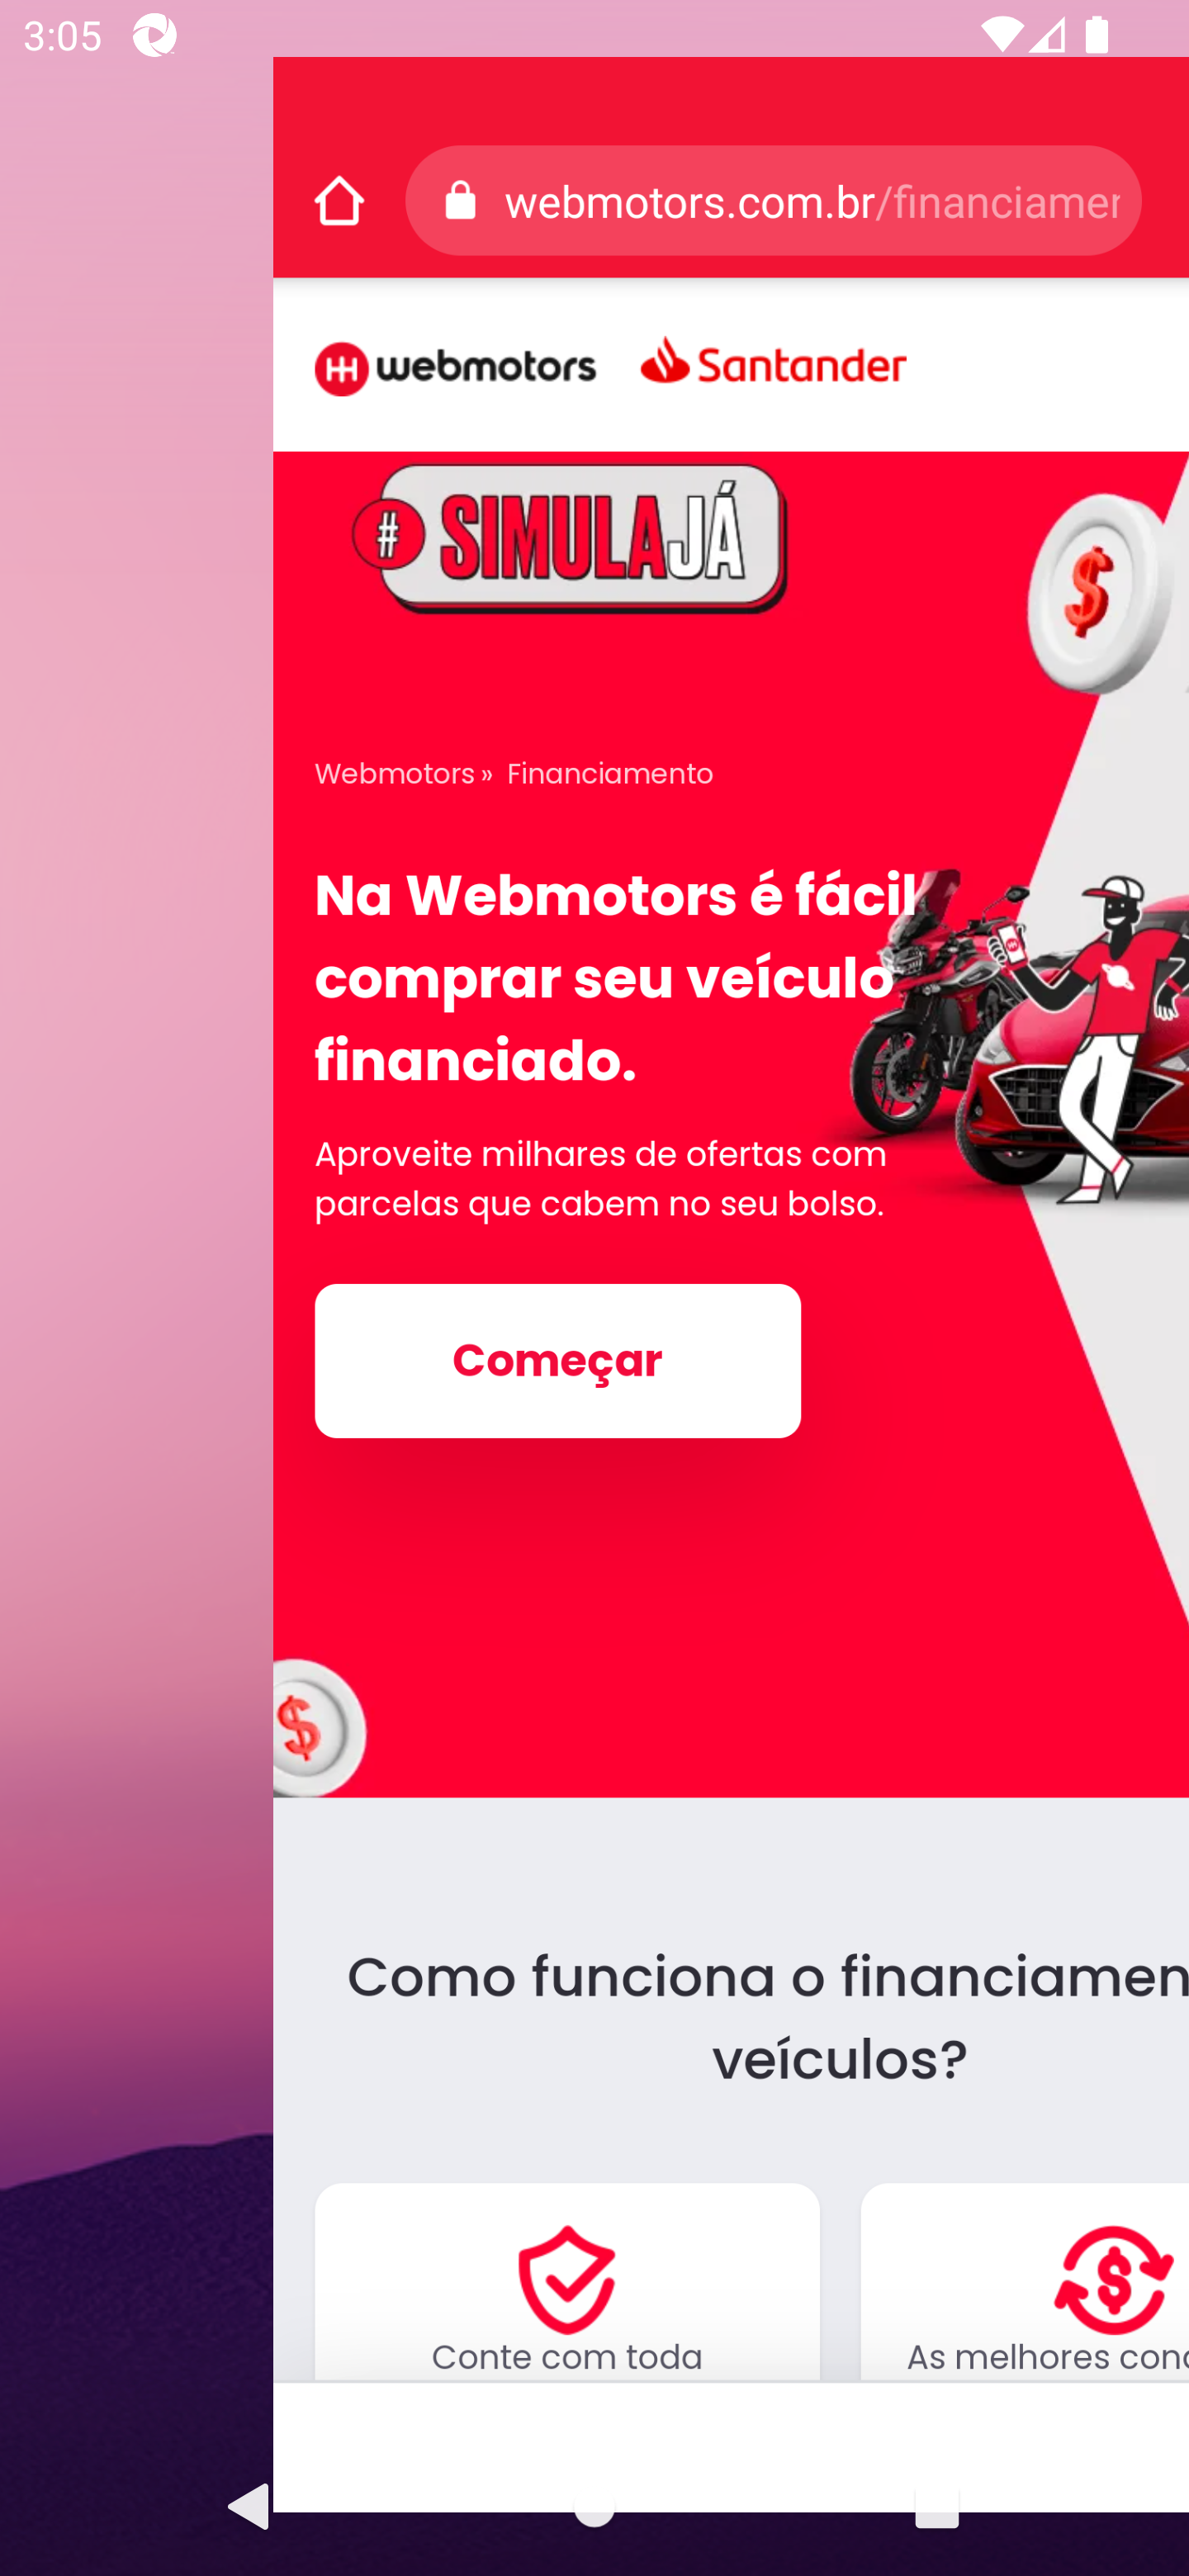 3:05
webmotors.com.br/financiamer
webmotors Santander
# SIMULAJÁ
Webmotors » Financiamento
Na Webmotors é fácil
comprar seu veículo
financiado.
Aproveite milhares de ofertas com
parcelas que cabem no seu bolso.
Começar
Como funciona o financiamen
veículos?
Conte com toda
As melhores cond